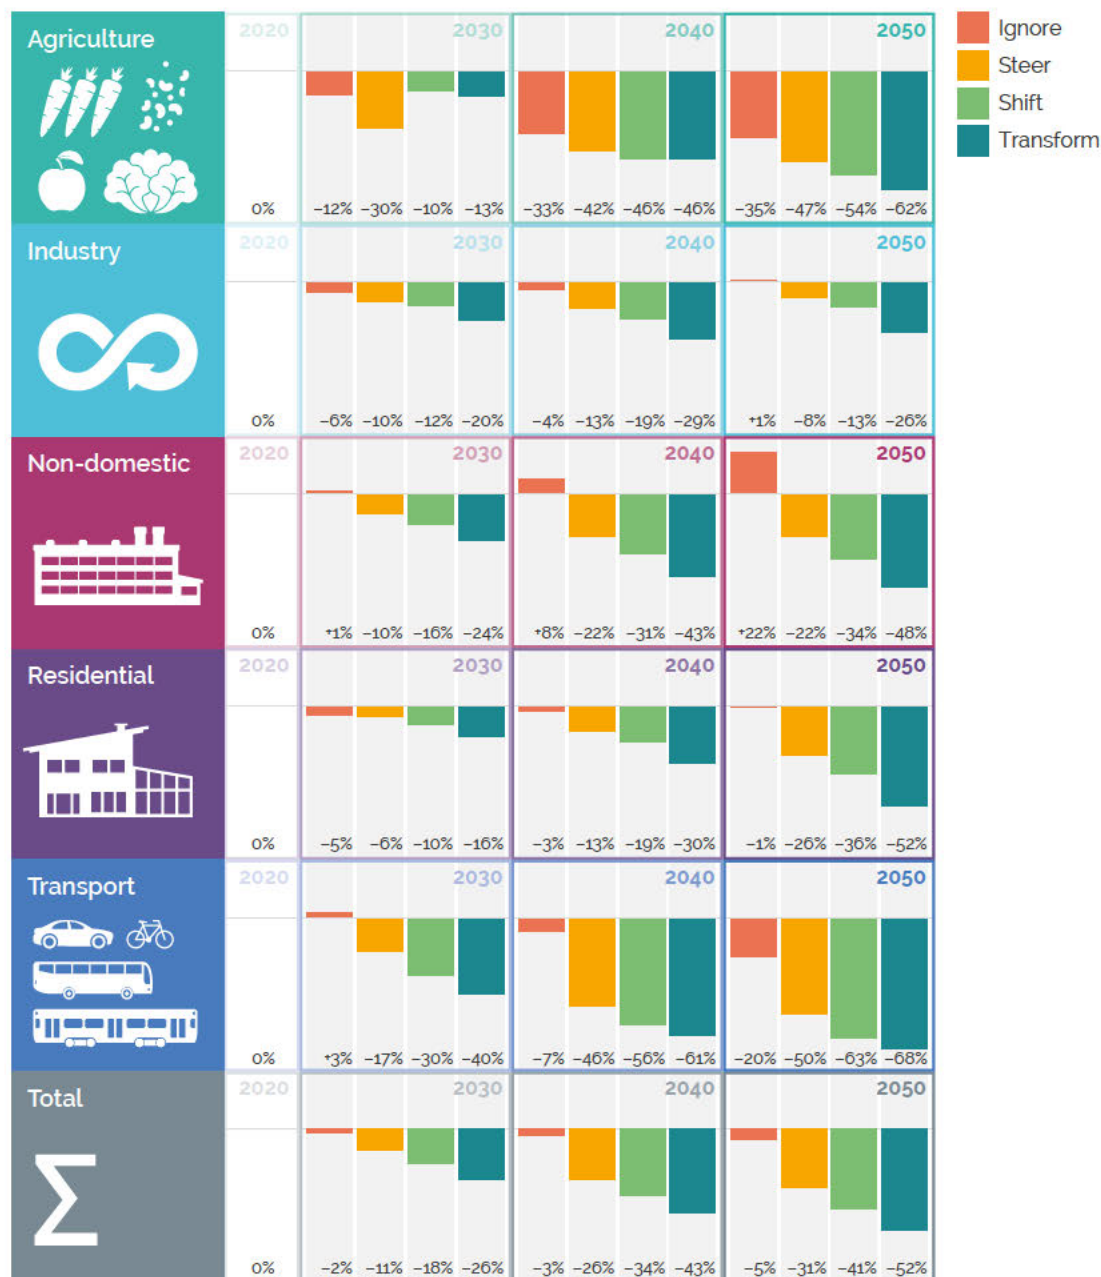 Agriculture
2020 2030 2040 2050
0% −12% −30% −10% −13% −33% −42% −46% −46% −35% −47% −54% −62%
Ignore
Steer
Shift
Transform
Industry
2020 2030 2040 2050
0% −6% −10% −12% −20% −4% −13% −19% −29% +1% −8% −13% −26%
Non-domestic
2020 2030 2040 2050
0% +1% −10% −16% −24% +8% −22% −31% −43% +22% −22% −34% −48%
Residential
2020 2030 2040 2050
0% −5% −6% −10% −16% −3% −13% −19% −30% −1% −26% −36% −52%
Transport
2020 2030 2040 2050
0% +3% −17% −30% −40% −7% −46% −56% −61% −20% −50% −63% −68%
Total
2020 2030 2040 2050
Σ
0% −2% −11% −18% −26% −3% −26% −34% −43% −5% −31% −41% −52%